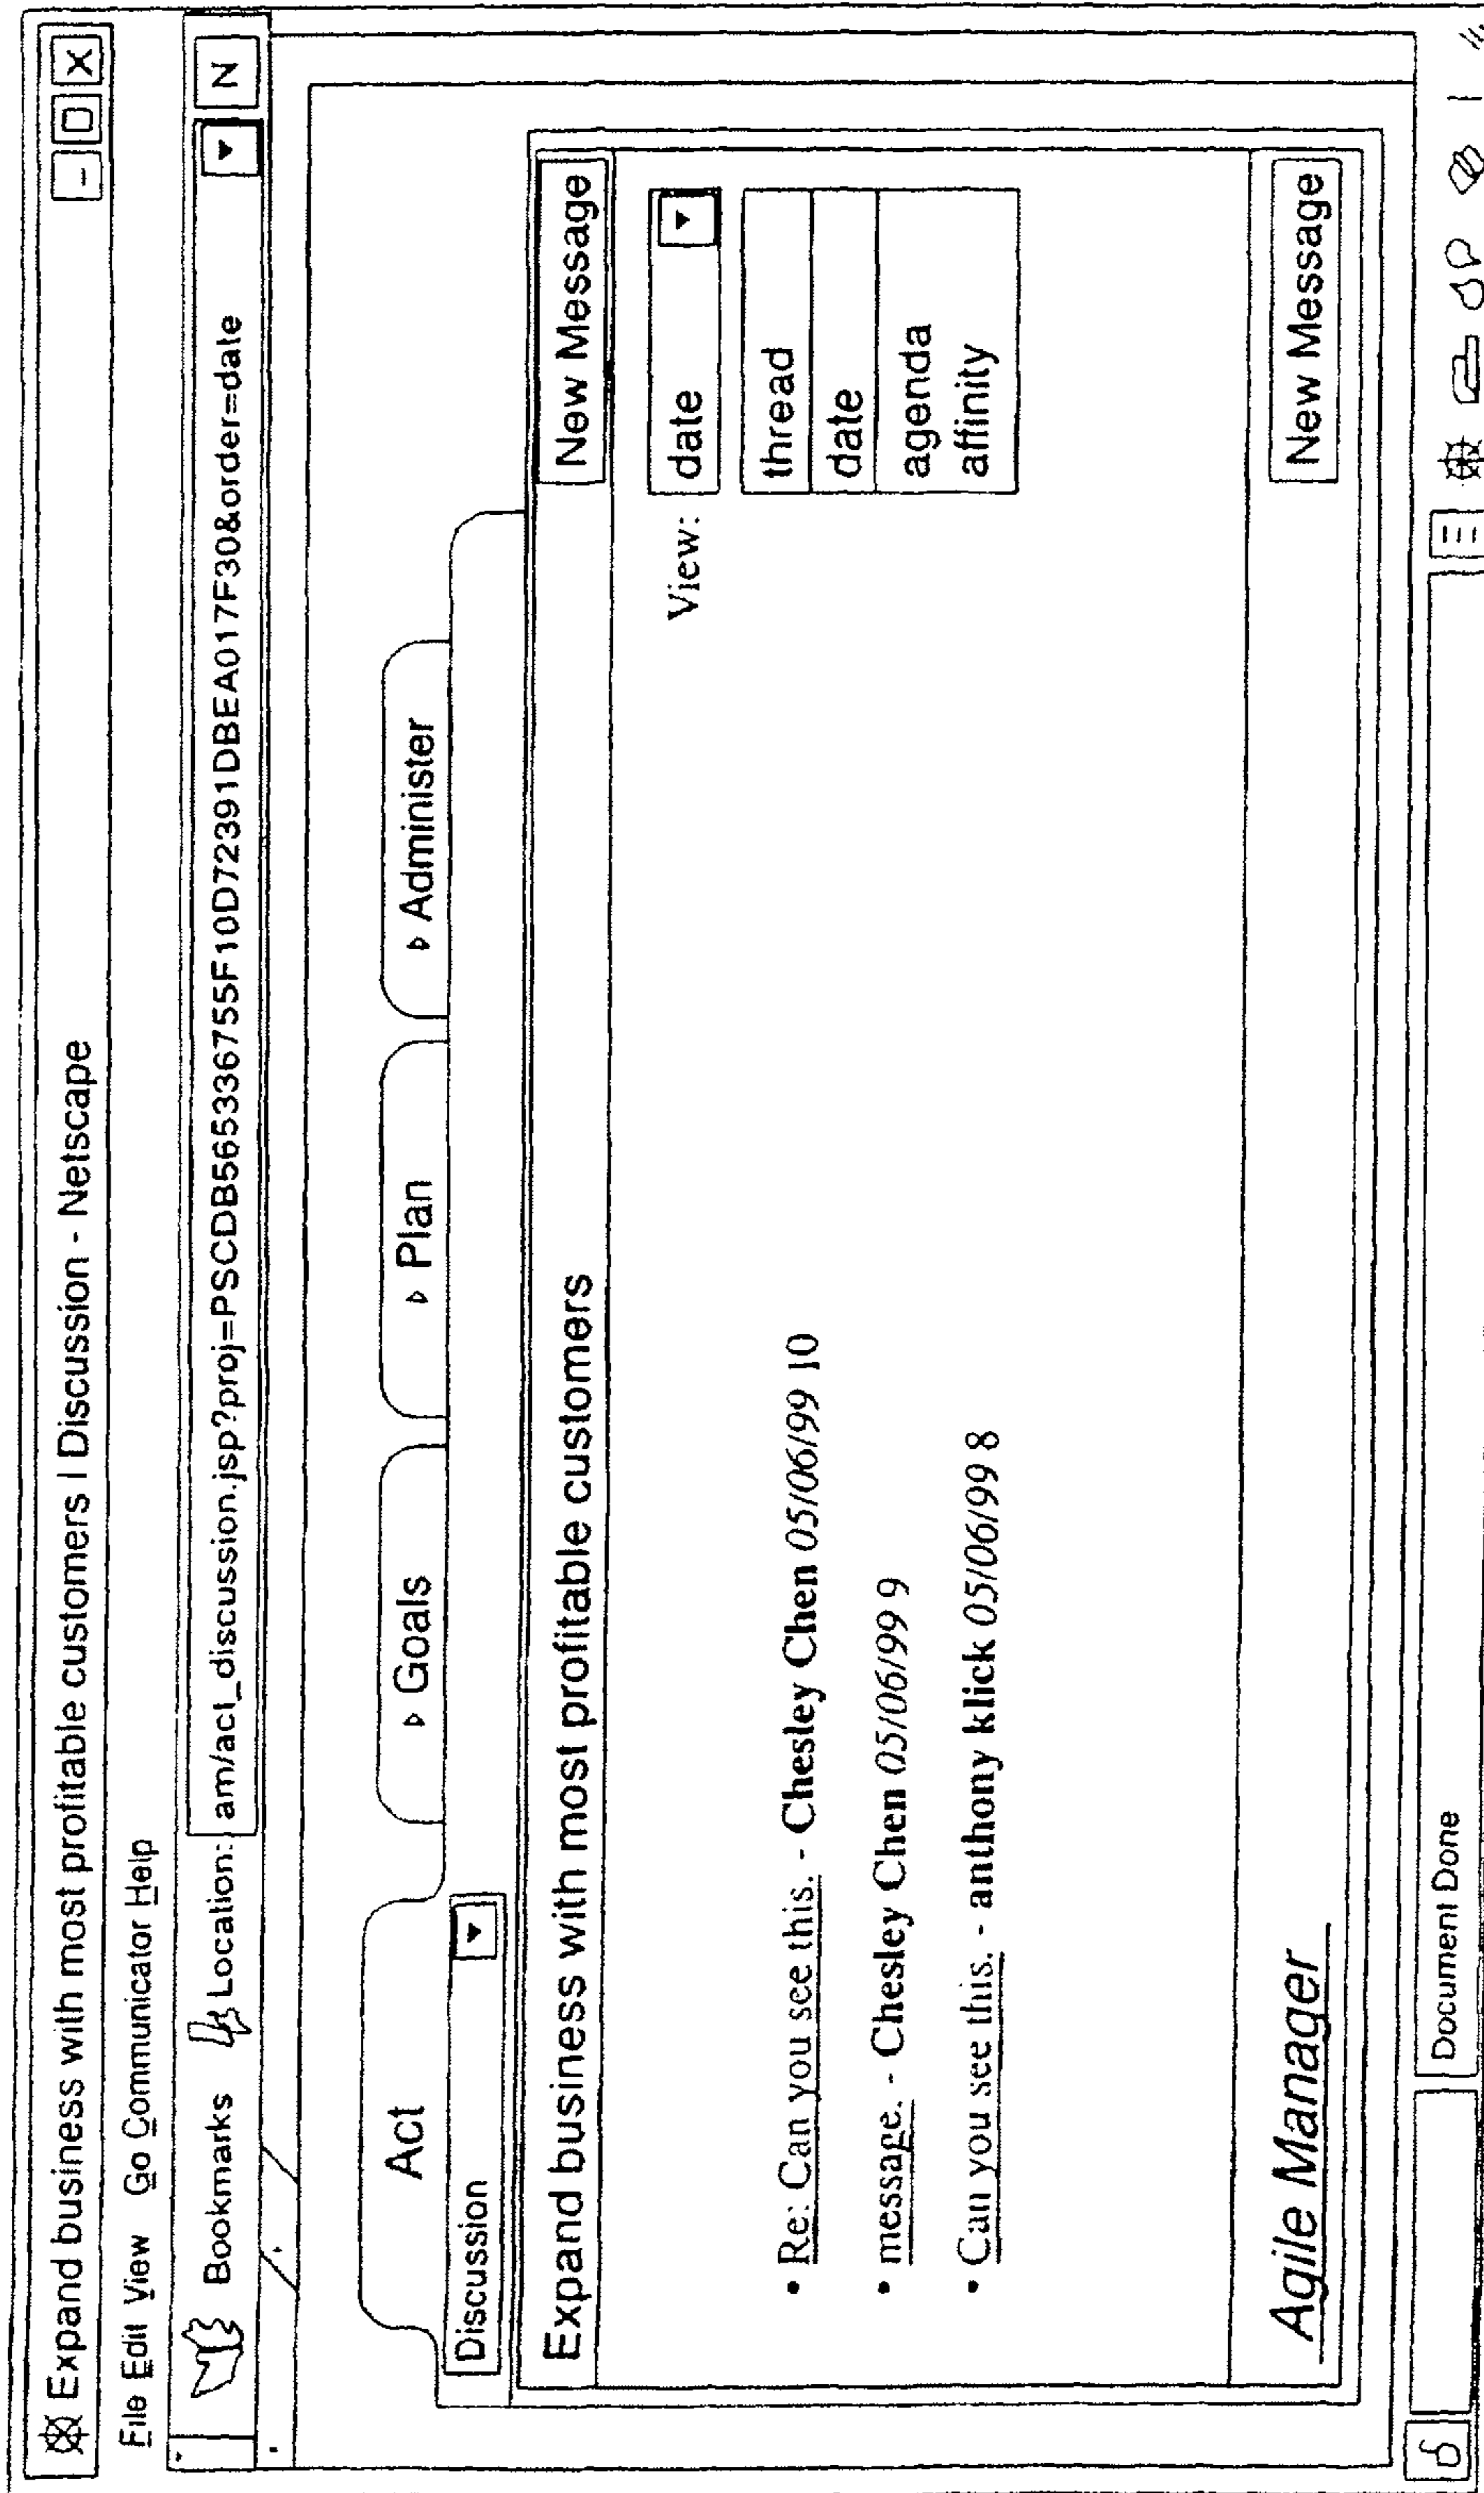 Expand business with most profitable customers | Discussion - Netscape
File Edit View Go Communicator Help
Bookmarks Location: am/act_discussion.jsp?proj=PSCDB565336755F10D72391DBEA017F30&order=date N
Act ▹ Goals ▹ Plan ▹ Administer
Discussion
Expand business with most profitable customers New Message
View: date
thread
date
agenda
affinity
• Re: Can you see this. - Chesley Chen 05/06/99 10
• message. - Chesley Chen 05/06/99 9
• Can you see this. - anthony klick 05/06/99 8
Agile Manager New Message
Document Done